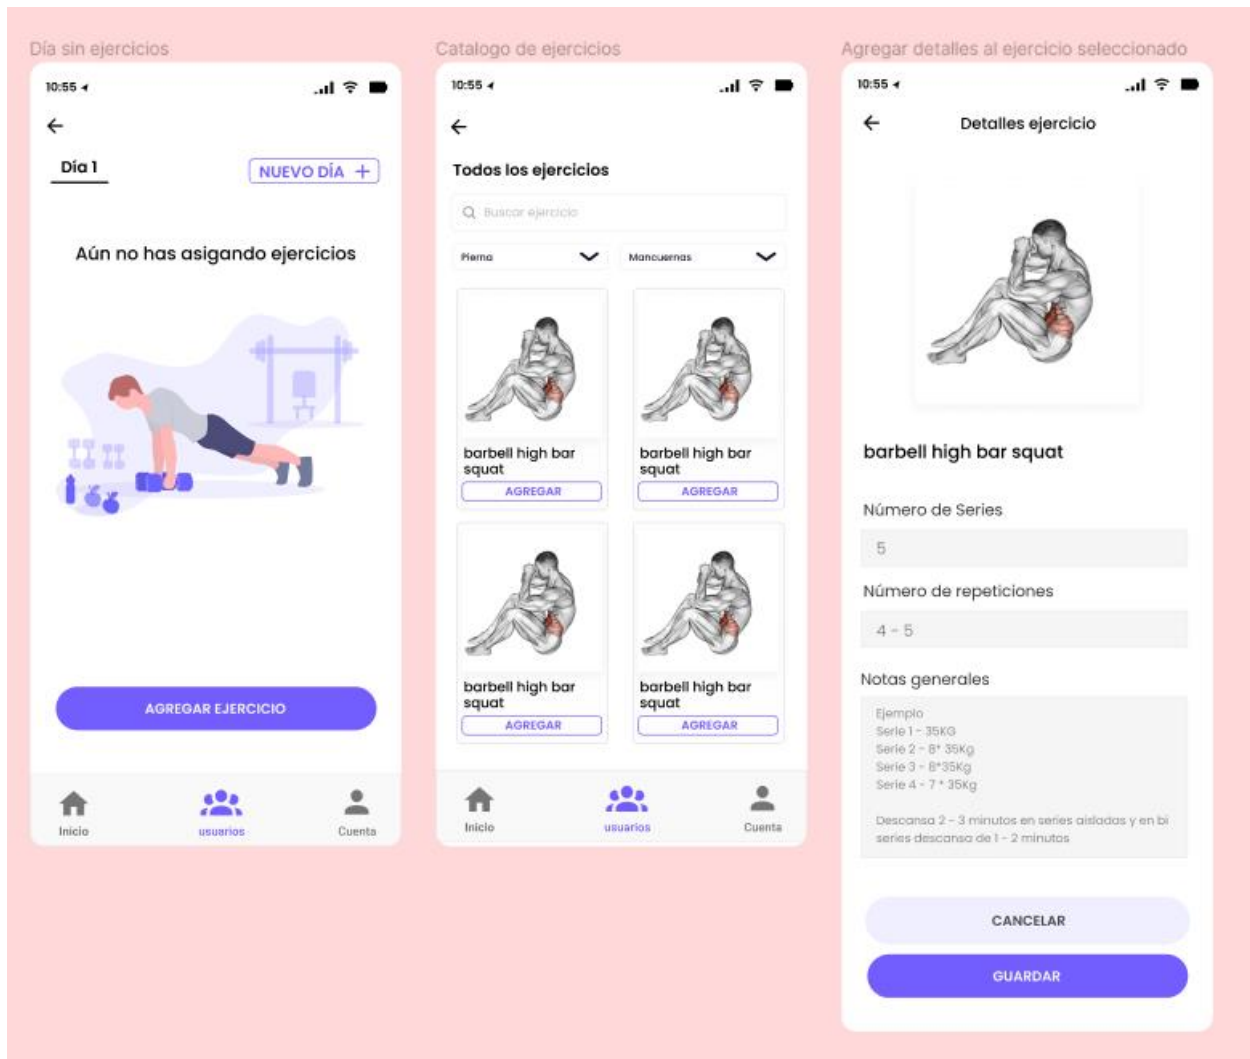 Día sin ejercicios
10:55
Día 1
NUEVO DÍA +
Aún no has asigando ejercicios
AGREGAR EJERCICIO
Inicio
usuarios
Cuenta
Catalogo de ejercicios
10:55
Todos los ejercicios
Buscar ejercicio
Pierna
Mancuernas
barbell high bar
squat
AGREGAR
barbell high bar
squat
AGREGAR
barbell high bar
squat
AGREGAR
barbell high bar
squat
AGREGAR
Inicio
usuarios
Cuenta
Agregar detalles al ejercicio seleccionado
10:55
Detalles ejercicio
barbell high bar squat
Número de Series
5
Número de repeticiones
4 - 5
Notas generales
Ejemplo
Serie 1 - 35KG
Serie 2 - 8* 35Kg
Serie 3 - 8*35Kg
Serie 4 - 7 * 35Kg
Descansa 2 - 3 minutos en series aisladas y en bi
series descansa de 1 - 2 minutos
CANCELAR
GUARDAR